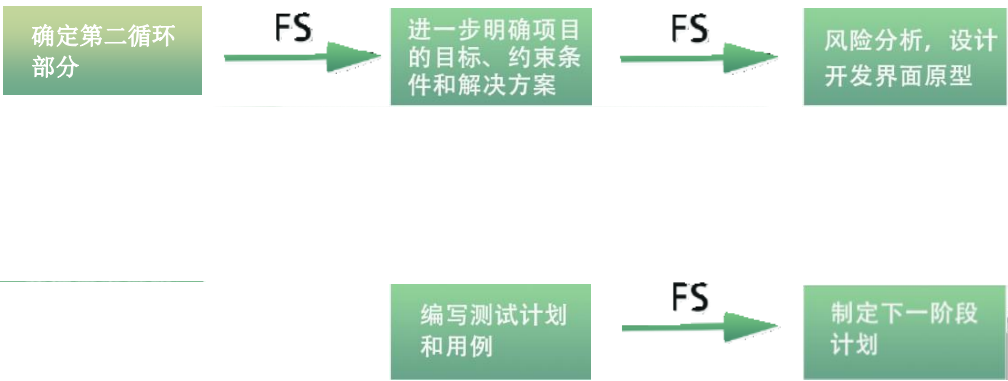 确定第二循环
部分
FS
进一步明确项目
的目标、约束条
件和解决方案
FS
风险分析，设计
开发界面原型
编写测试计划
和用例
FS
制定下一阶段
计划